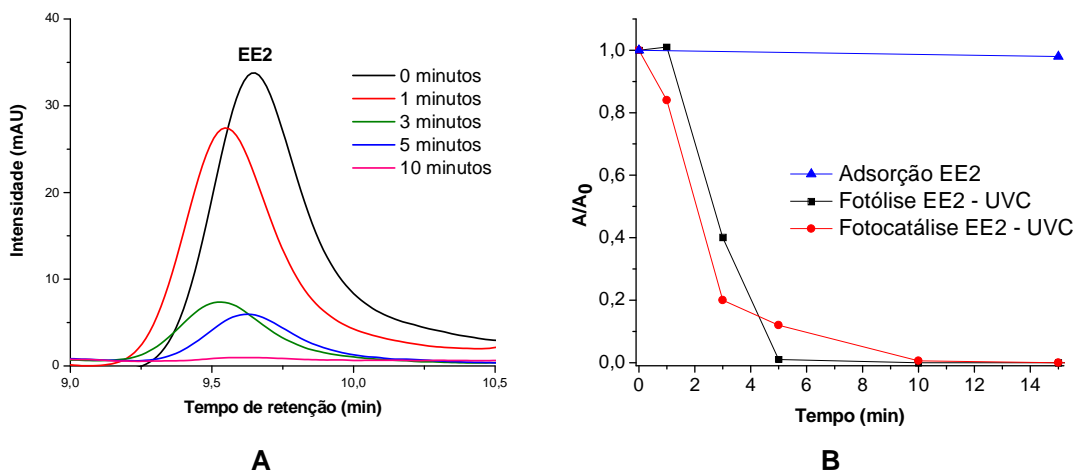 40
30
20
10
0
Intensidade (mAU)
EE2
0 minutos
1 minutos
3 minutos
5 minutos
10 minutos
9,0
9,5
10,0
10,5
Tempo de retenção (min)
A
1,0
0,8
0,6
0,4
0,2
0,0
A/A0
Adsorção EE2
Fotólise EE2 - UVC
Fotocatálise EE2 - UVC
0
2
4
6
8
10
12
14
Tempo (min)
B